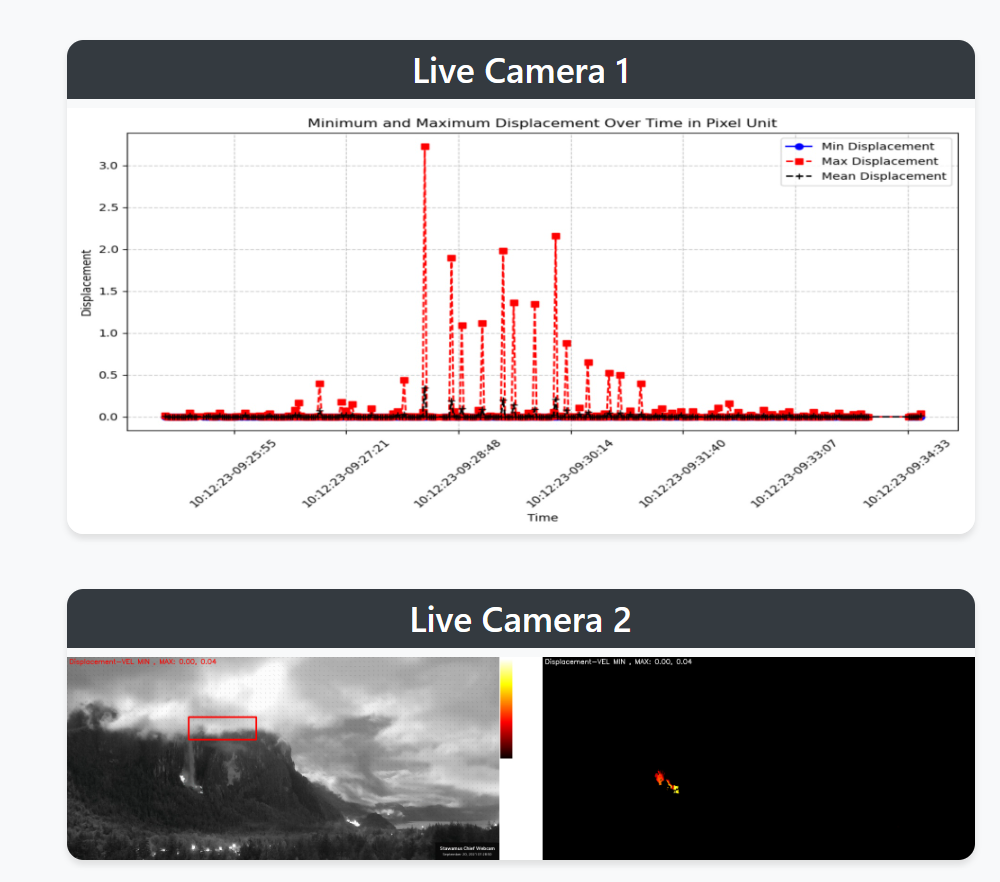 Live Camera 1
Minimum and Maximum Displacement Over Time in Pixel Unit
Min Displacement
Max Displacement
Mean Displacement
3.0
2.5
2.0
1.5
1.0
0.5
0.0
Displacement
10:12:23-09:25:55
10:12:23-09:27:21
10:12:23-09:28:48
10:12:23-09:30:14
10:12:23-09:31:40
10:12:23-09:33:07
10:12:23-09:34:33
Time
Live Camera 2
Displacement-VEL MIN , MAX: 0.00, 0.04
Displacement-VEL MIN , MAX: 0.00, 0.04
Stawamus Chief Webcam